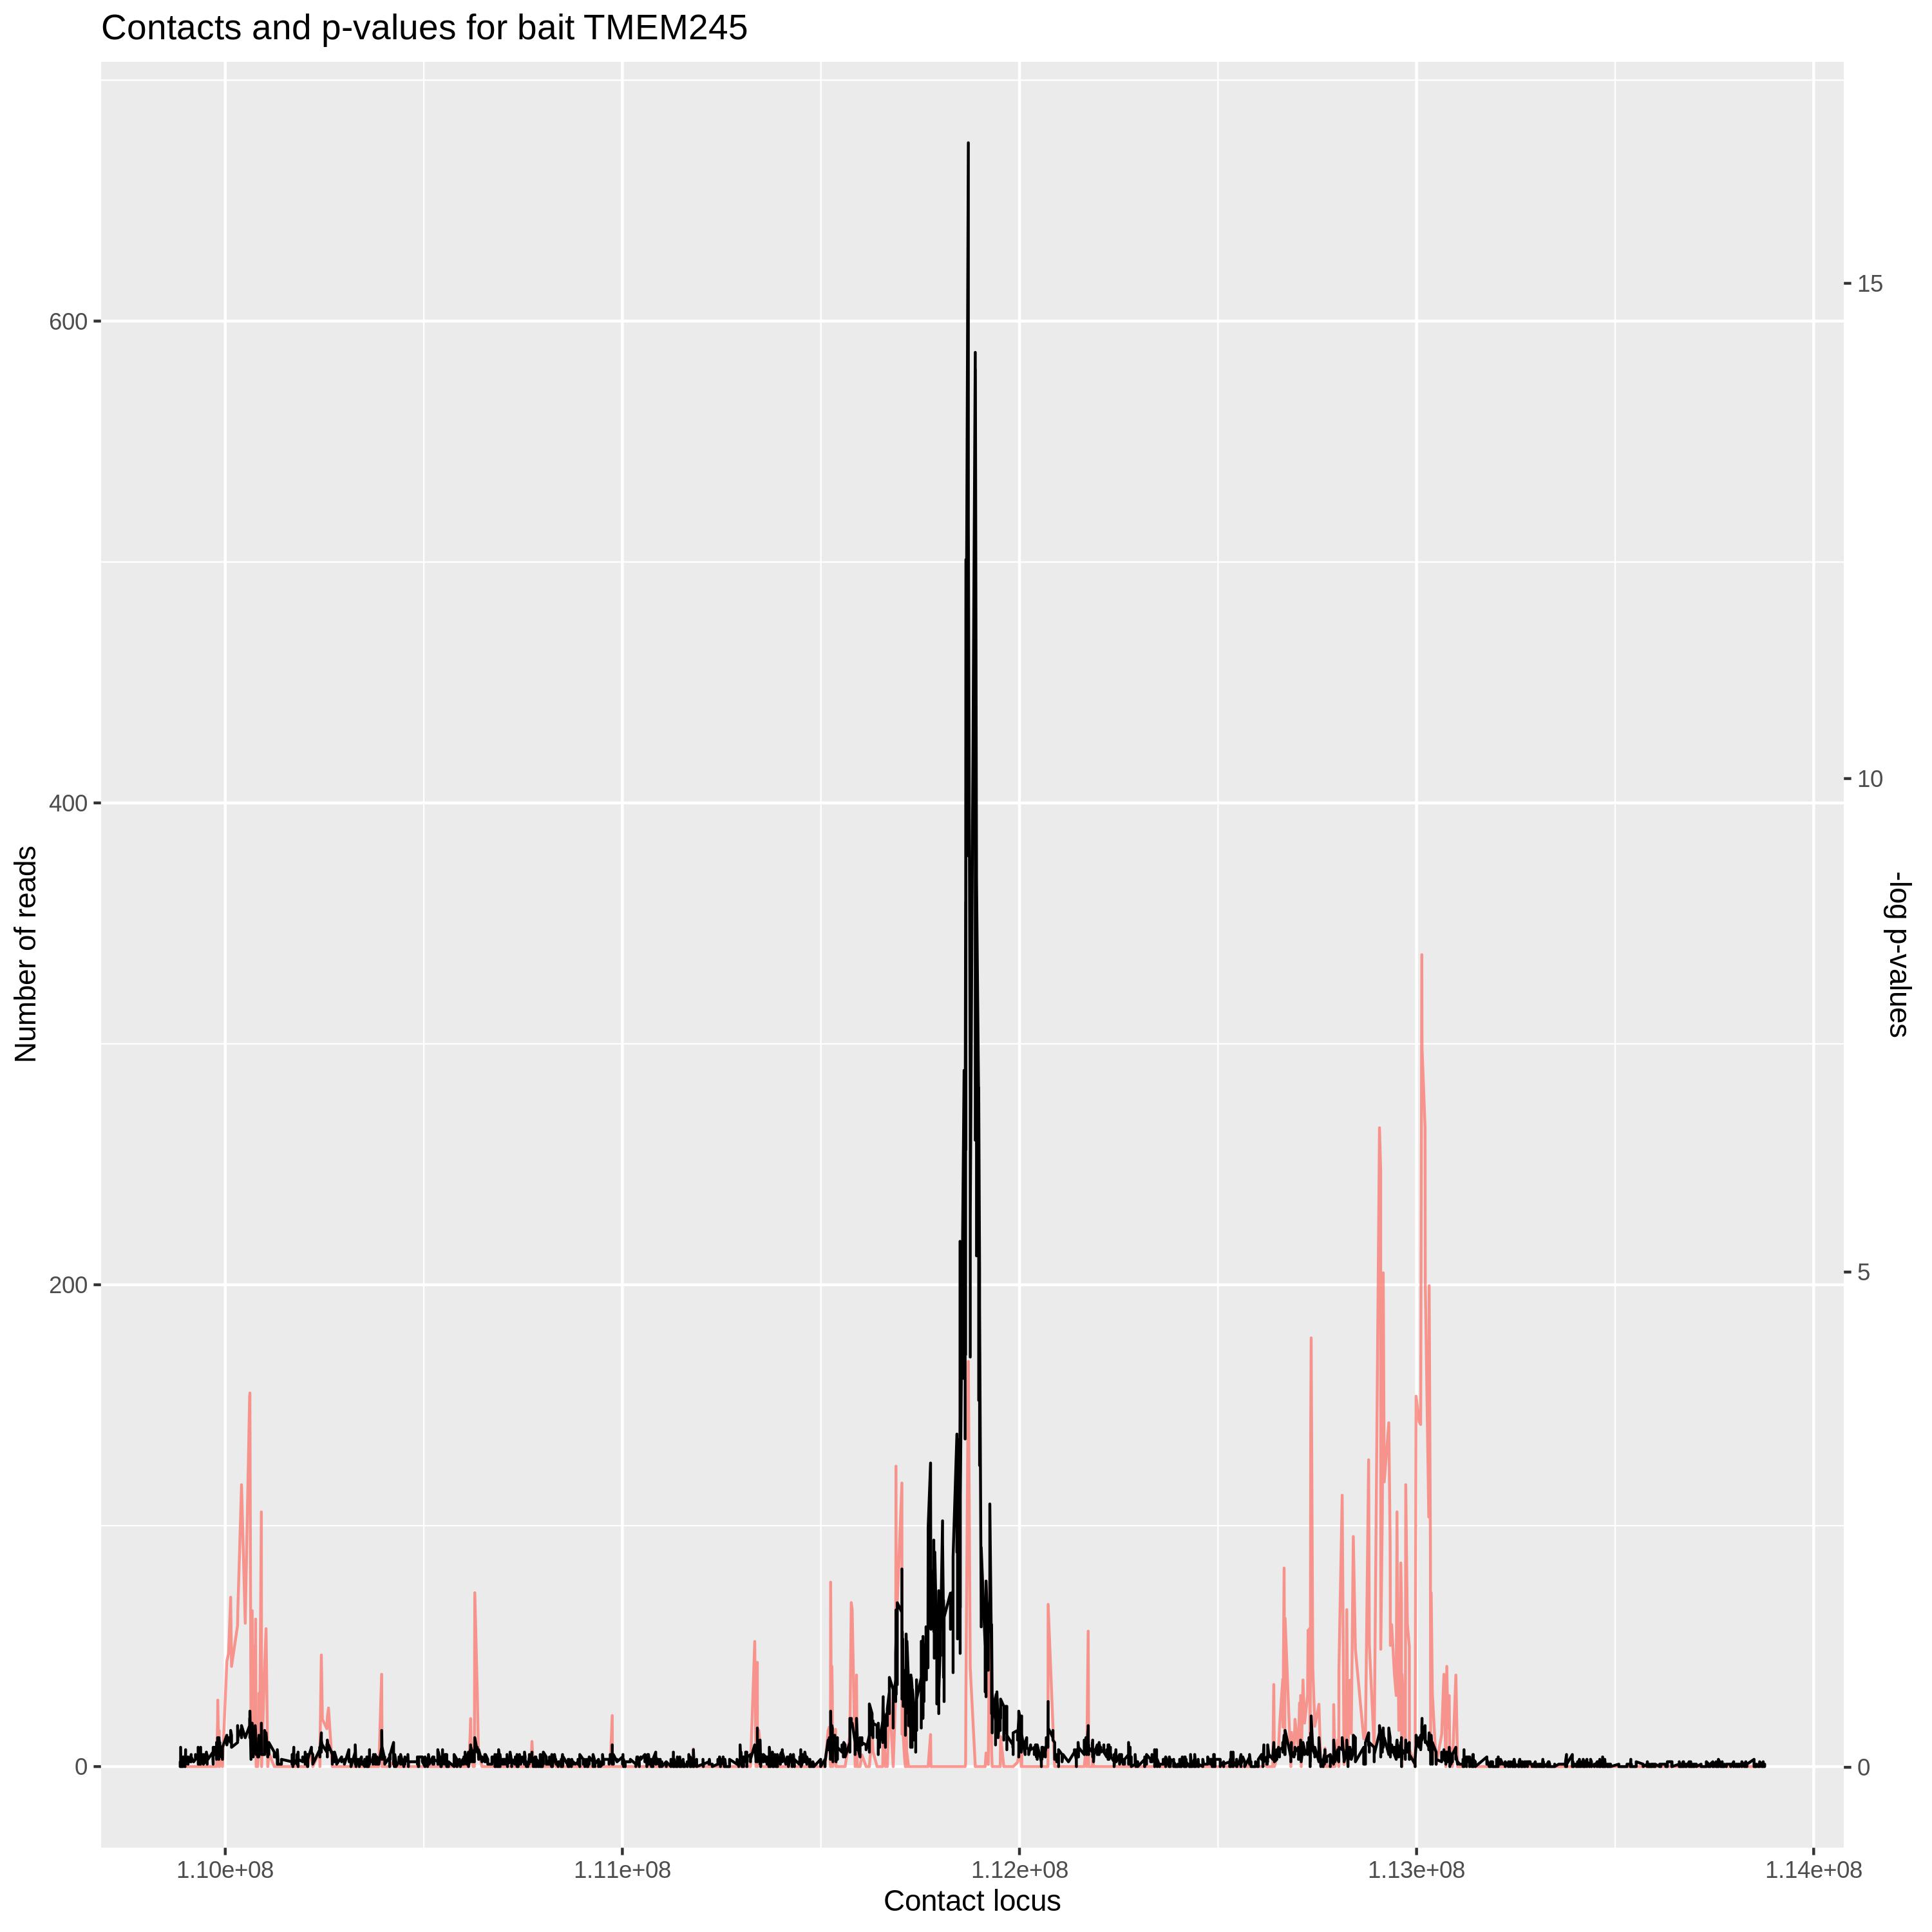 Contacts and p-values for bait TMEM245
600
400
200
0
Number of reads
15
10
5
0
-log p-values
1.10e+08 1.11e+08 1.12e+08 1.13e+08 1.14e+08
Contact locus